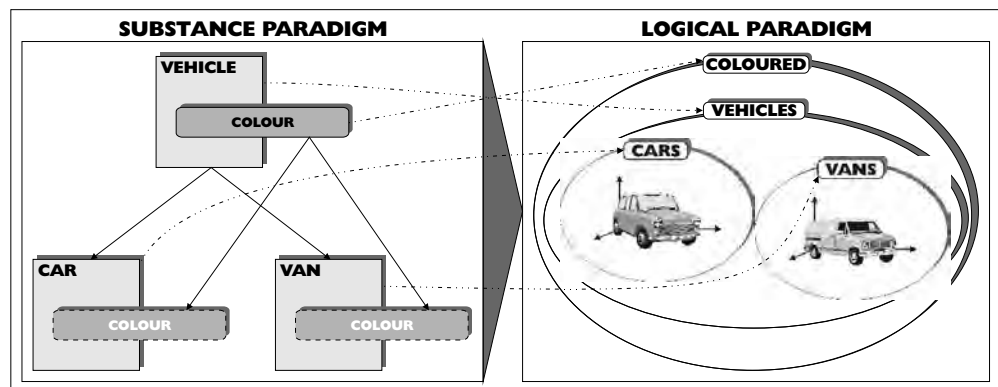 SUBSTANCE PARADIGM
VEHICLE
COLOUR
CAR
COLOUR
VAN
COLOUR
LOGICAL PARADIGM
COLOURED
VEHICLES
CARS
VANS